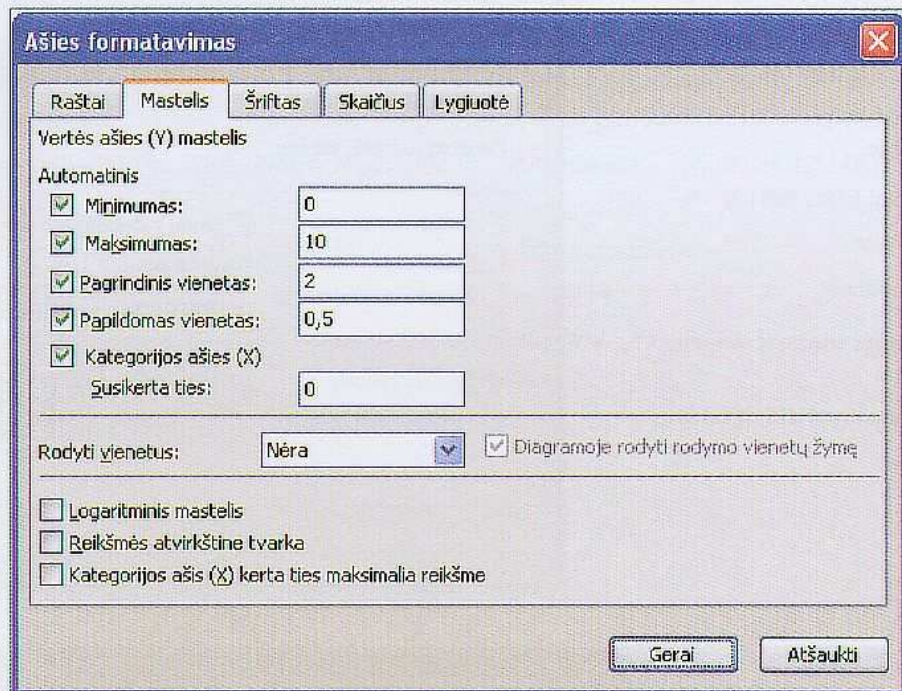 Ašies formatavimas
Raštai Mastelis Šriftas Skaičius Lygiuotė
Vertės ašies (Y) mastelis
Automatinis
Minimumas: 0
Maksimumas: 10
Pagrindinis vienetas: 2
Papildomas vienetas: 0,5
Kategorijos ašies (X)
Susikerta ties: 0
Rodyti vienetus: Nėra Diagramoje rodyti rodymo vienetų žymę
Logaritminis mastelis
Reikšmės atvirkštine tvarka
Kategorijos ašis (X) kerta ties maksimalia reikšme
Gerai Atšaukti